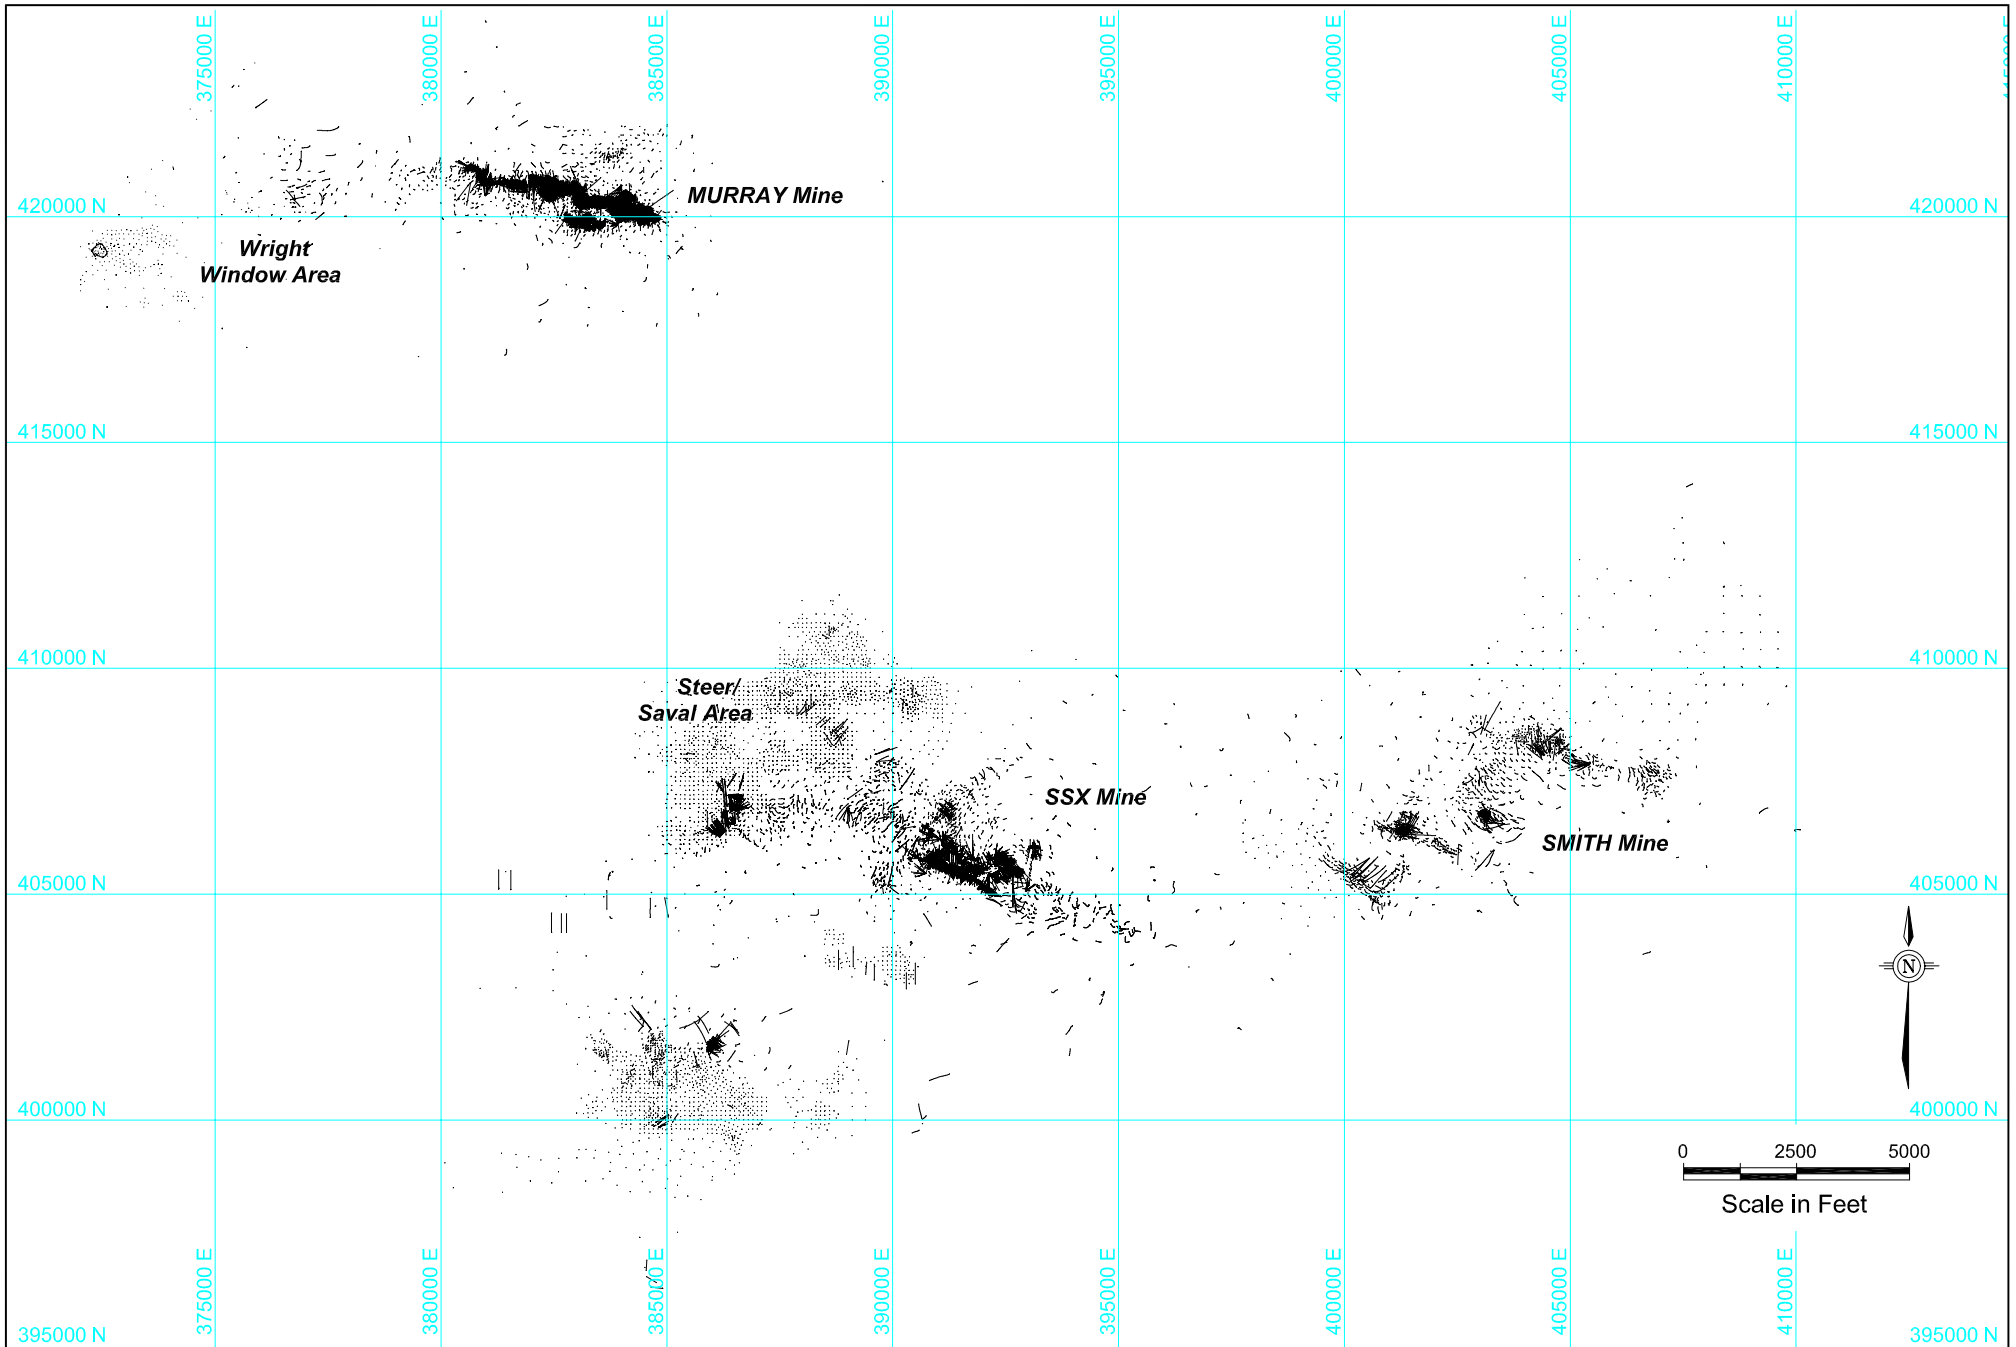 375000 E
380000 E
385000 E
390000 E
395000 E
400000 E
405000 E
410000 E
MURRAY Mine
420000 N
420000 N
Wright
Window Area
415000 N
415000 N
410000 N
410000 N
Steer/
Saval Area
SSX Mine
SMITH Mine
405000 N
405000 N
N
400000 N
400000 N
0 2500 5000
Scale in Feet
375000 E
380000 E
385000 E
390000 E
395000 E
400000 E
405000 E
410000 E
395000 N
395000 N